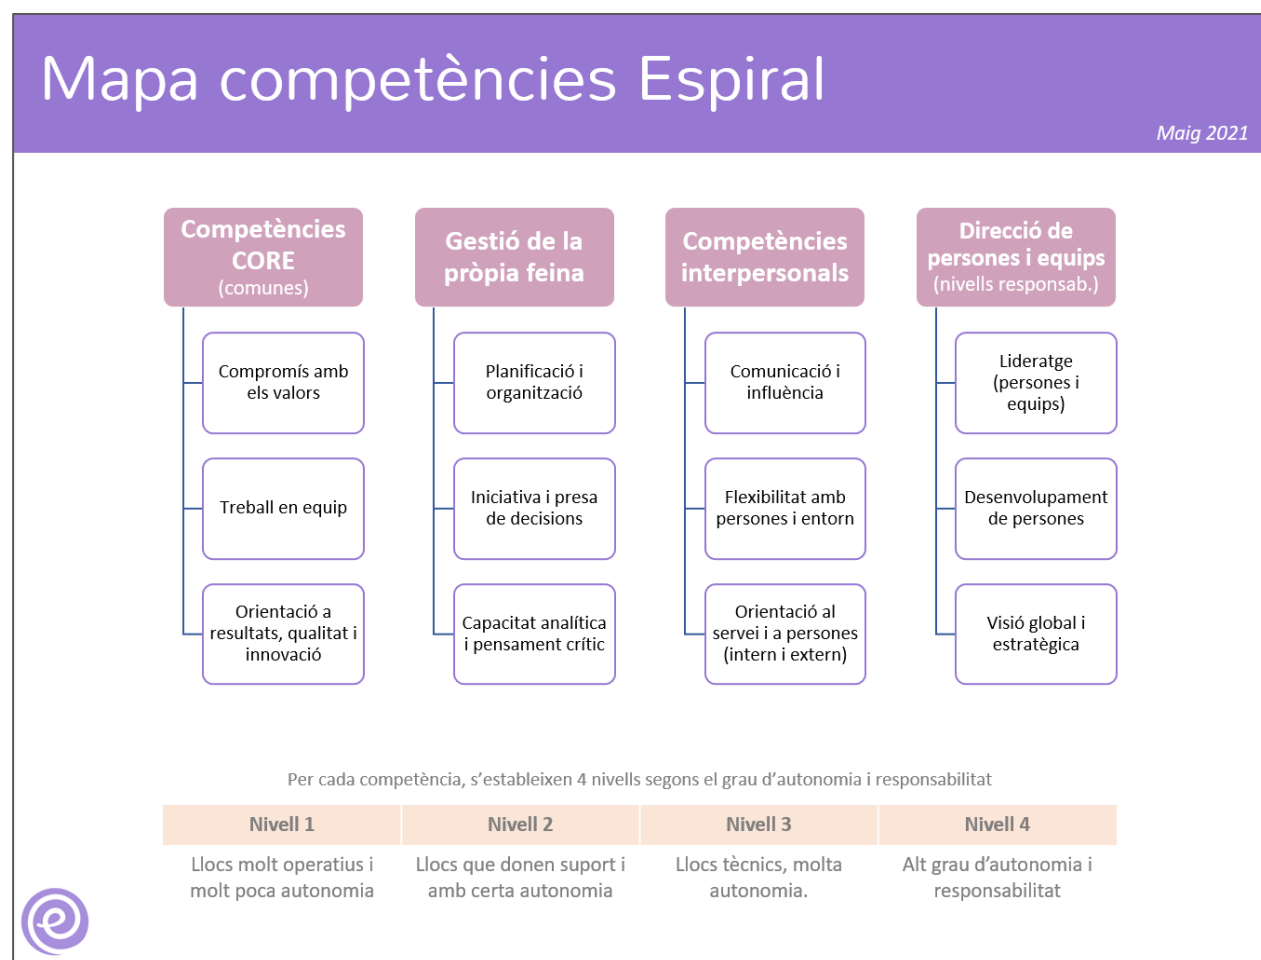 Mapa competències Espiral
Maig 2021
Competències
CORE
(comunes)
Compromís amb
els valors
Treball en equip
Orientació a
resultats, qualitat i
innovació
Gestió de la
pròpia feina
Planificació i
organització
Iniciativa i presa
de decisions
Capacitat analítica
i pensament crític
Competències
interpersonals
Comunicació i
influència
Flexibilitat amb
persones i entorn
Orientació al
servei i a persones
(intern i extern)
Direcció de
persones i equips
(nivells responsab.)
Lideratge
(persones i
equips)
Desenvolupament
de persones
Visió global i
estratègica
Per cada competència, s’estableixen 4 nivells segons el grau d’autonomia i responsabilitat
Nivell 1
Nivell 2
Nivell 3
Nivell 4
Llocs molt operatius i
molt poca autonomia
Llocs que donen suport i
amb certa autonomia
Llocs tècnics, molta
autonomia.
Alt grau d’autonomia i
responsabilitat
e